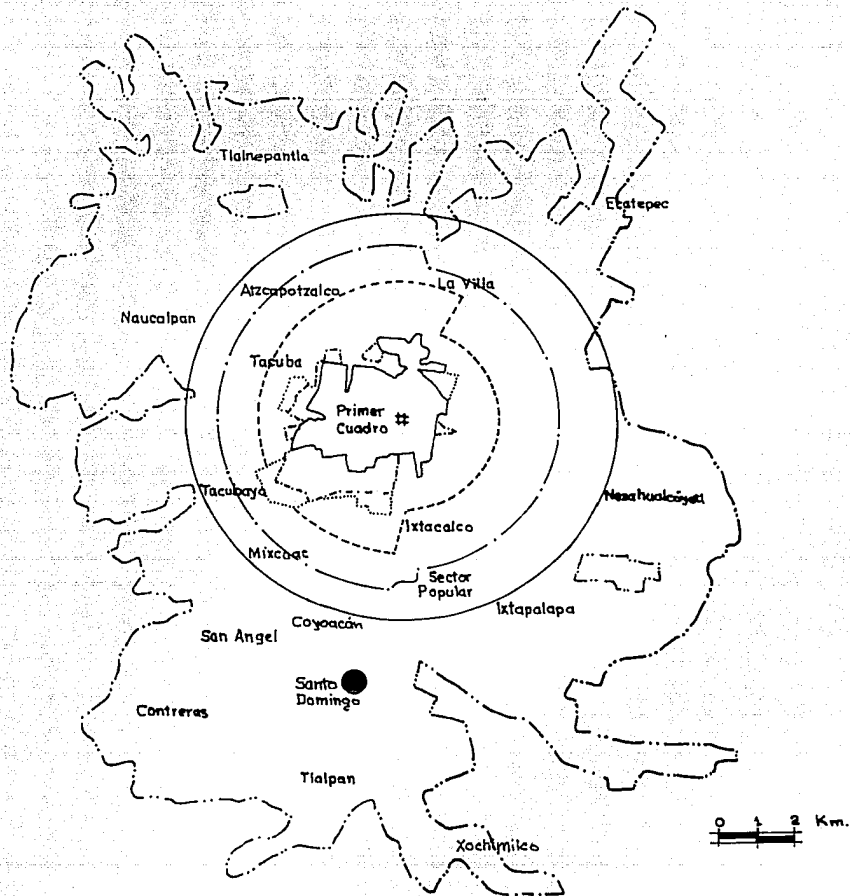 Tlalnepantla
Ecatepec
Atzcapotzalco
La Villa
Naucalpan
Tacuba
Primer
Cuadro
#
Tacubaya
Nezahualcóyotl
Ixtacalco
Mixcoac
Sector
Popular
Ixtapalapa
Coyoacán
San Angel
Santo
Domingo
Contreras
Tlalpan
0 1 2 Km.
Xochimilco